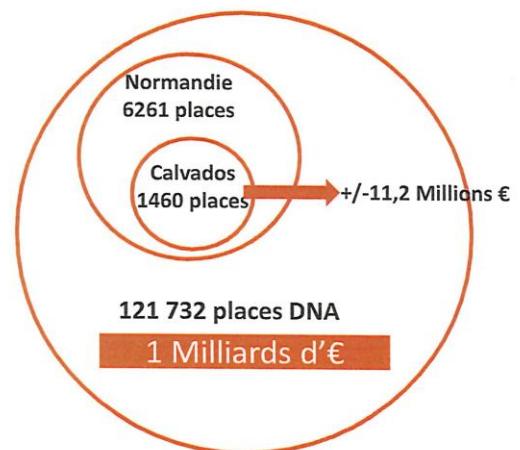 Normandie
6261 places
Calvados
1460 places
+/-11,2 Millions €
121 732 places DNA
1 Milliards d'€